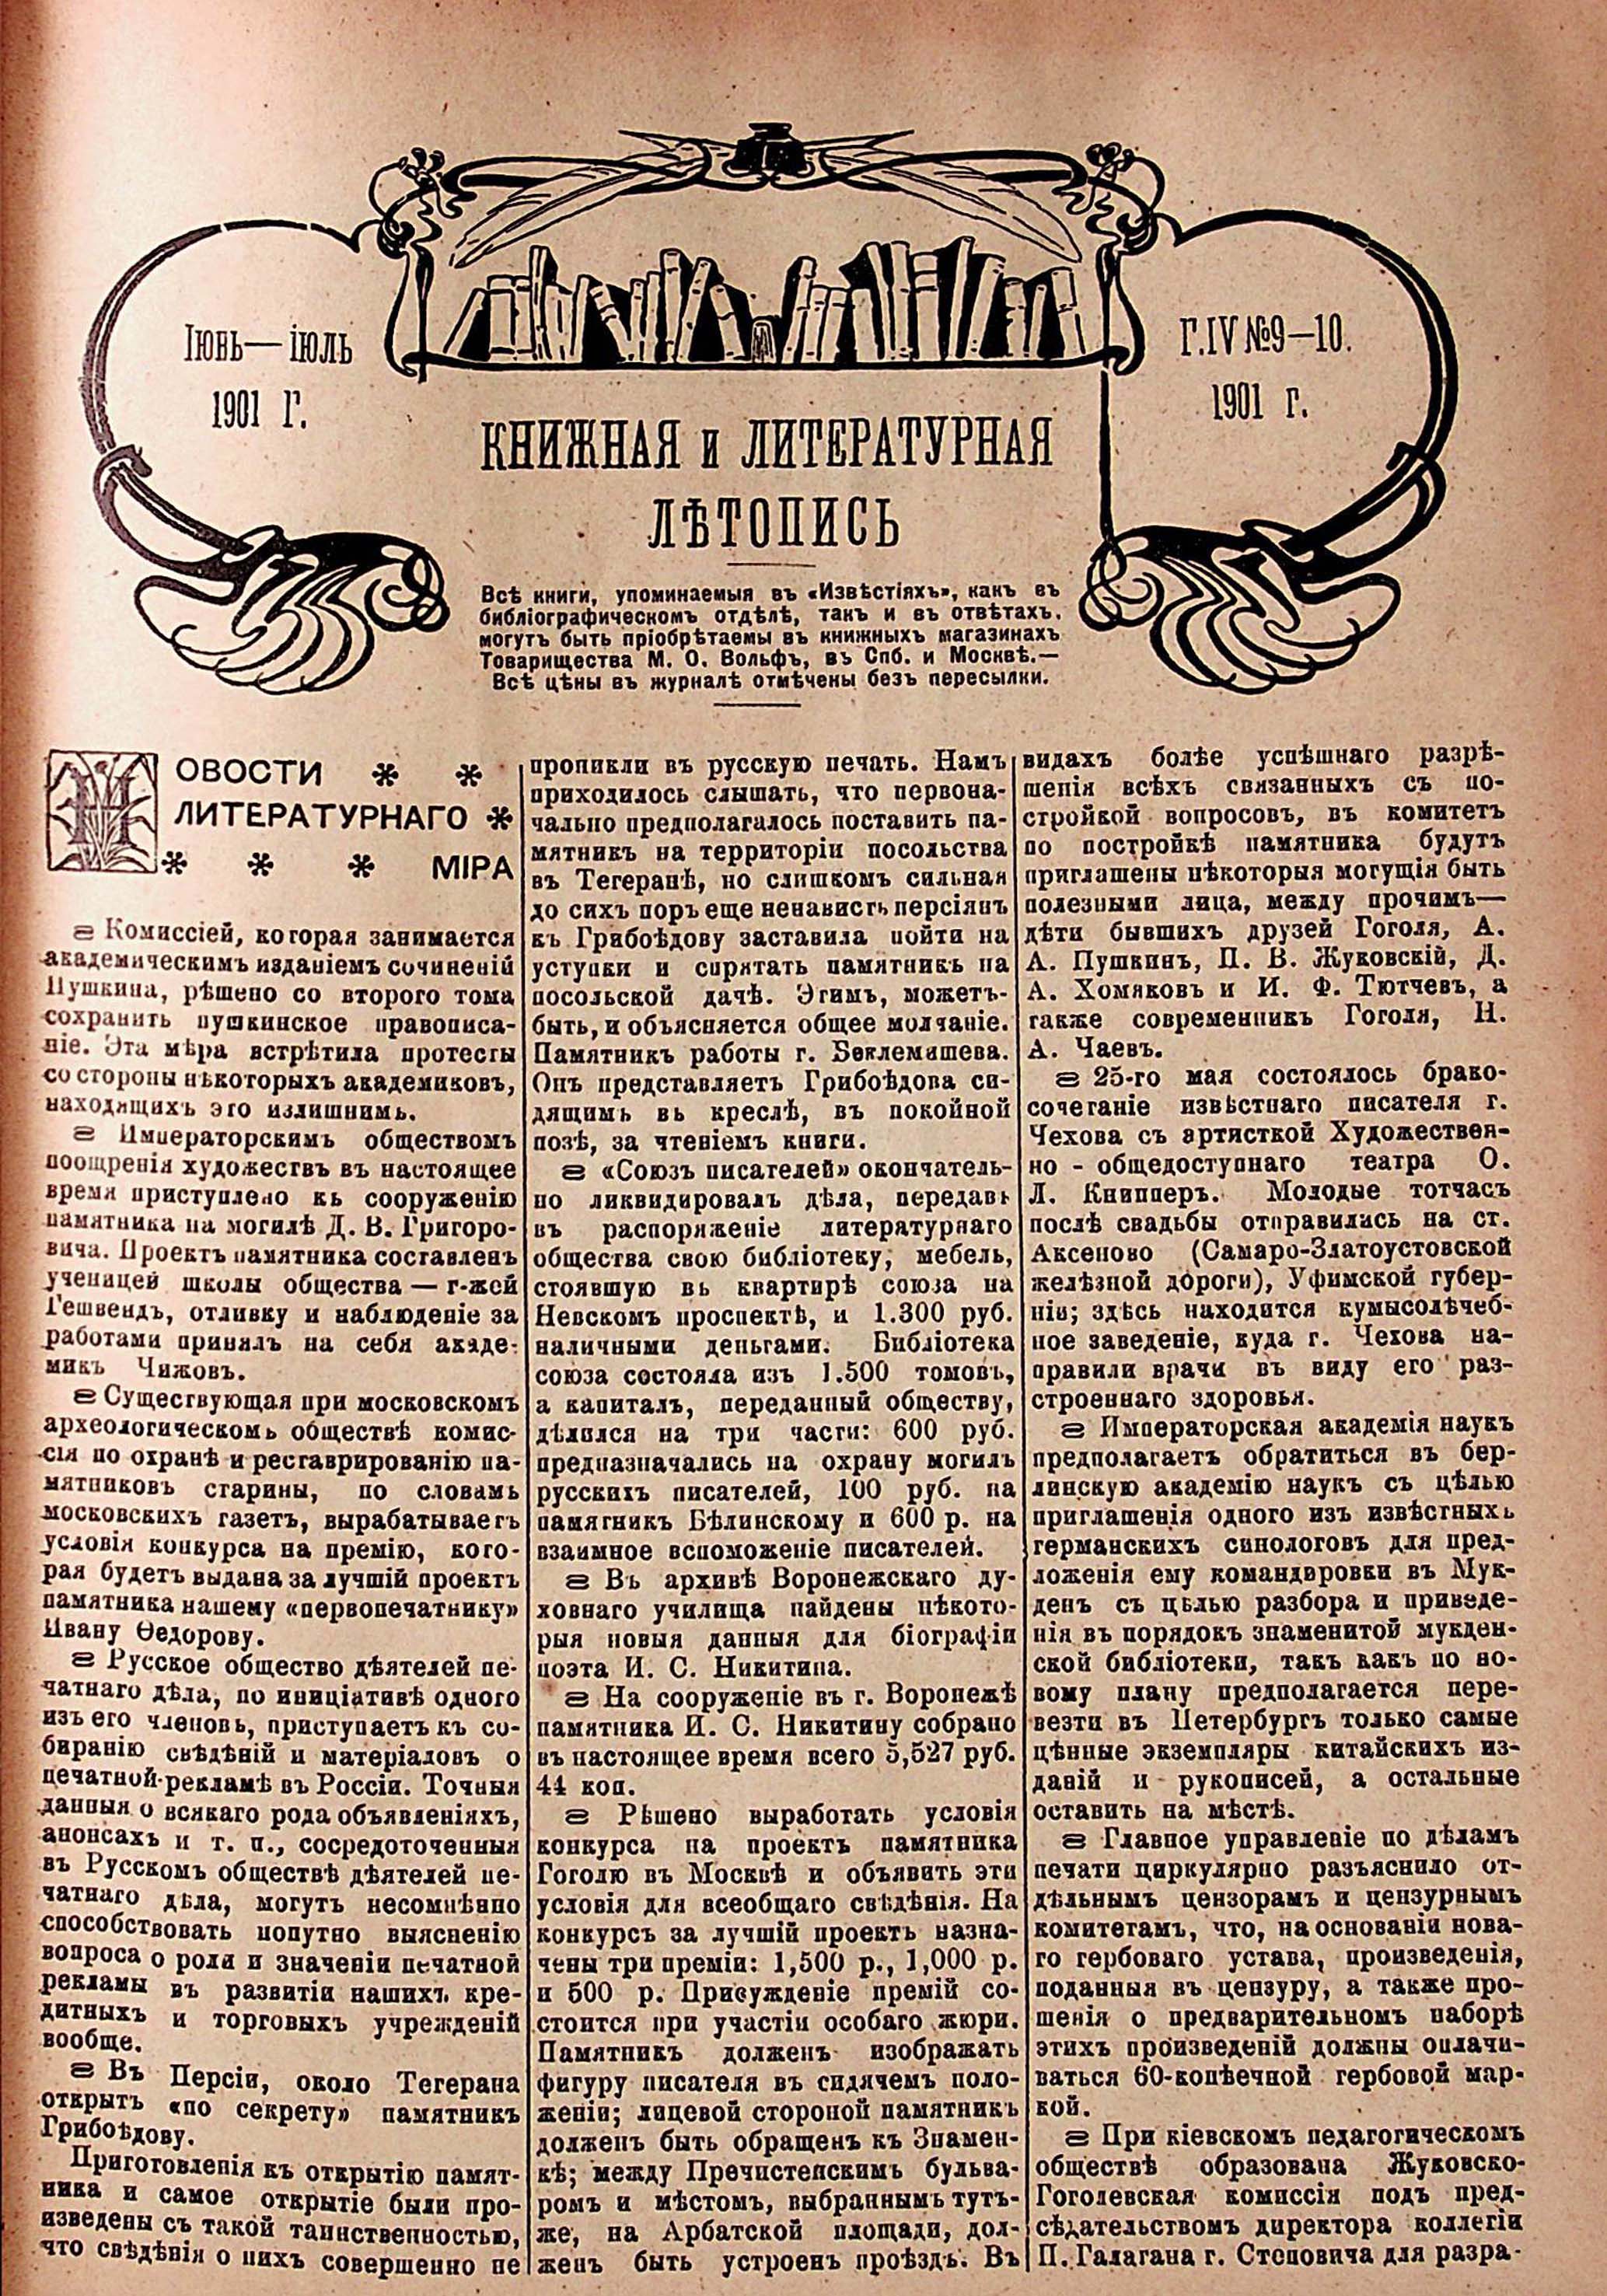 Іюнь—іюль
1901 г.
Г. IV №9—10.
1901 г.
КНИЖНАЯ и ЛИТЕРАТУРНАЯ
ЛѢТОПИСЬ
Всѣ книги, упоминаемыя въ «Извѣстіяхъ», какъ въ
библіографическомъ отдѣлѣ, такъ и въ отвѣтахъ,
могутъ быть пріобрѣтаемы въ книжныхъ магазинахъ
Товарищества М. О. Вольфъ, въ Спб. и Москвѣ.—
Всѣ цѣны въ журналѣ отмѣчены безъ пересылки.
НОВОСТИ
ЛИТЕРАТУРНАГО
МІРА
Комиссіей, которая занимается
академическимъ изданіемъ сочиненій
Пушкина, рѣшено со второго тома
сохранить пушкинское правописа-
ніе. Эта мѣра встрѣтила протесты
со стороны нѣкоторыхъ академиковъ,
находящихъ это излишнимъ.
Императорскимъ обществомъ
поощренія художествъ въ настоящее
время приступлено къ сооруженію
памятника на могилѣ Д. В. Григоро-
вича. Проектъ памятника составленъ
ученицей школы общества — г-жей
Гешвендъ, отливку и наблюденіе за
работами принялъ на себя акаде-
микъ Чижовъ.
Существующая при московскомъ
археологическомъ обществѣ комис-
сія по охранѣ и реставрированію па-
мятниковъ старины, по словамъ
московскихъ газетъ, вырабатываетъ
условія конкурса на премію, кото-
рая будетъ выдана за лучшій проектъ
памятника нашему «первопечатнику»
Ивану Ѳедорову.
Русское общество дѣятелей пе-
чатнаго дѣла, по иниціативѣ одного
изъ его членовъ, приступаетъ къ со-
биранію свѣдѣній и матеріаловъ о
печатной рекламѣ въ Россіи. Точныя
данныя о всякаго рода объявленіяхъ,
анонсахъ и т. п., сосредоточенныя
въ Русскомъ обществѣ дѣятелей пе-
чатнаго дѣла, могутъ несомнѣнно
способствовать попутно выясненію
вопроса о роли и значеніи печатной
рекламы въ развитіи нашихъ кре-
дитныхъ и торговыхъ учрежденій
вообще.
Въ Персіи, около Тегерана
открытъ «по секрету» памятникъ
Грибоѣдову.
Приготовленія къ открытію памят-
ника и самое открытіе были про-
изведены съ такой таинственностью,
что свѣдѣнія о нихъ совершенно не
проникли въ русскую печать. Намъ
приходилось слышать, что первона-
чально предполагалось поставить па-
мятникъ на территоріи посольства
въ Тегеранѣ, но слишкомъ сильная
до сихъ поръ еще ненависть персіянъ
къ Грибоѣдову заставила пойти на
уступки и спрятать памятникъ на
посольской дачѣ. Этимъ, можетъ-
быть, и объясняется общее молчаніе.
Памятникъ работы г. Беклемишева.
Онъ представляетъ Грибоѣдова си-
дящимъ въ креслѣ, въ покойной
позѣ, за чтеніемъ книги.
«Союзъ писателей» окончатель-
но ликвидировалъ дѣла, передавъ
въ распоряженіе литературнаго
общества свою библіотеку, мебель,
стоявшую въ квартирѣ союза на
Невскомъ проспектѣ, и 1.300 руб.
наличными деньгами. Библіотека
союза состояла изъ 1.500 томовъ,
а капиталъ, переданный обществу,
дѣлился на три части: 600 руб.
предназначались на охрану могилъ
русскихъ писателей, 100 руб. на
памятникъ Бѣлинскому и 600 р. на
взаимное вспоможеніе писателей.
Въ архивѣ Воронежскаго ду-
ховнаго училища найдены нѣкото-
рыя новыя данныя для біографіи
поэта И. С. Никитина.
На сооруженіе въ г. Воронежѣ
памятника И. С. Никитину собрано
въ настоящее время всего 5,527 руб.
44 коп.
Рѣшено выработать условія
конкурса на проектъ памятника
Гоголю въ Москвѣ и объявить эти
условія для всеобщаго свѣдѣнія. На
конкурсъ за лучшій проектъ назна-
чены три преміи: 1,500 р., 1,000 р.
и 500 р. Присужденіе премій со-
стоится при участіи особаго жюри.
Памятникъ долженъ изображать
фигуру писателя въ сидячемъ поло-
женіи; лицевой стороной памятникъ
долженъ быть обращенъ къ Знамен-
кѣ; между Пречистенскимъ бульва-
ромъ и мѣстомъ, выбраннымъ тутъ-
же, на Арбатской площади, дол-
женъ быть устроенъ проѣздъ. Въ
видахъ болѣе успѣшнаго разрѣ-
шенія всѣхъ связанныхъ съ по-
стройкой вопросовъ, въ комитетъ
по постройкѣ памятника будутъ
приглашены нѣкоторыя могущія быть
полезными лица, между прочимъ—
дѣти бывшихъ друзей Гоголя, А.
А. Пушкинъ, П. В. Жуковскій, Д.
А. Хомяковъ и И. Ф. Тютчевъ, а
также современникъ Гоголя, Н.
А. Чаевъ.
25-го мая состоялось брако-
сочетаніе извѣстнаго писателя г.
Чехова съ артисткой Художествен-
но - общедоступнаго театра О.
Л. Книпперъ. Молодые тотчасъ
послѣ свадьбы отправились на ст.
Аксеново (Самаро-Златоустовской
желѣзной дороги), Уфимской губер-
ніи; здѣсь находится кумысолѣчеб-
ное заведеніе, куда г. Чехова на-
правили врачи въ виду его раз-
строеннаго здоровья.
Императорская академія наукъ
предполагаетъ обратиться въ бер-
линскую академію наукъ съ цѣлью
приглашенія одного изъ извѣстныхъ
германскихъ синологовъ для пред-
ложенія ему командировки въ Мук-
денъ съ цѣлью разбора и приведе-
нія въ порядокъ знаменитой мукден-
ской библіотеки, такъ какъ по но-
вому плану предполагается пере-
везти въ Петербургъ только самые
цѣнные экземпляры китайскихъ из-
даній и рукописей, а остальные
оставить на мѣстѣ.
Главное управленіе по дѣламъ
печати циркулярно разъяснило от-
дѣльнымъ цензорамъ и цензурнымъ
комитетамъ, что, на основаніи нова-
го гербоваго устава, произведенія,
поданныя въ цензуру, а также про-
шенія о предварительномъ наборѣ
этихъ произведеній должны оплачи-
ваться 60-копѣечной гербовой мар-
кой.
При кіевскомъ педагогическомъ
обществѣ образована Жуковско-
Гоголевская комиссія подъ пред-
сѣдательствомъ директора коллегіи
П. Галагана г. Степовича для разра-